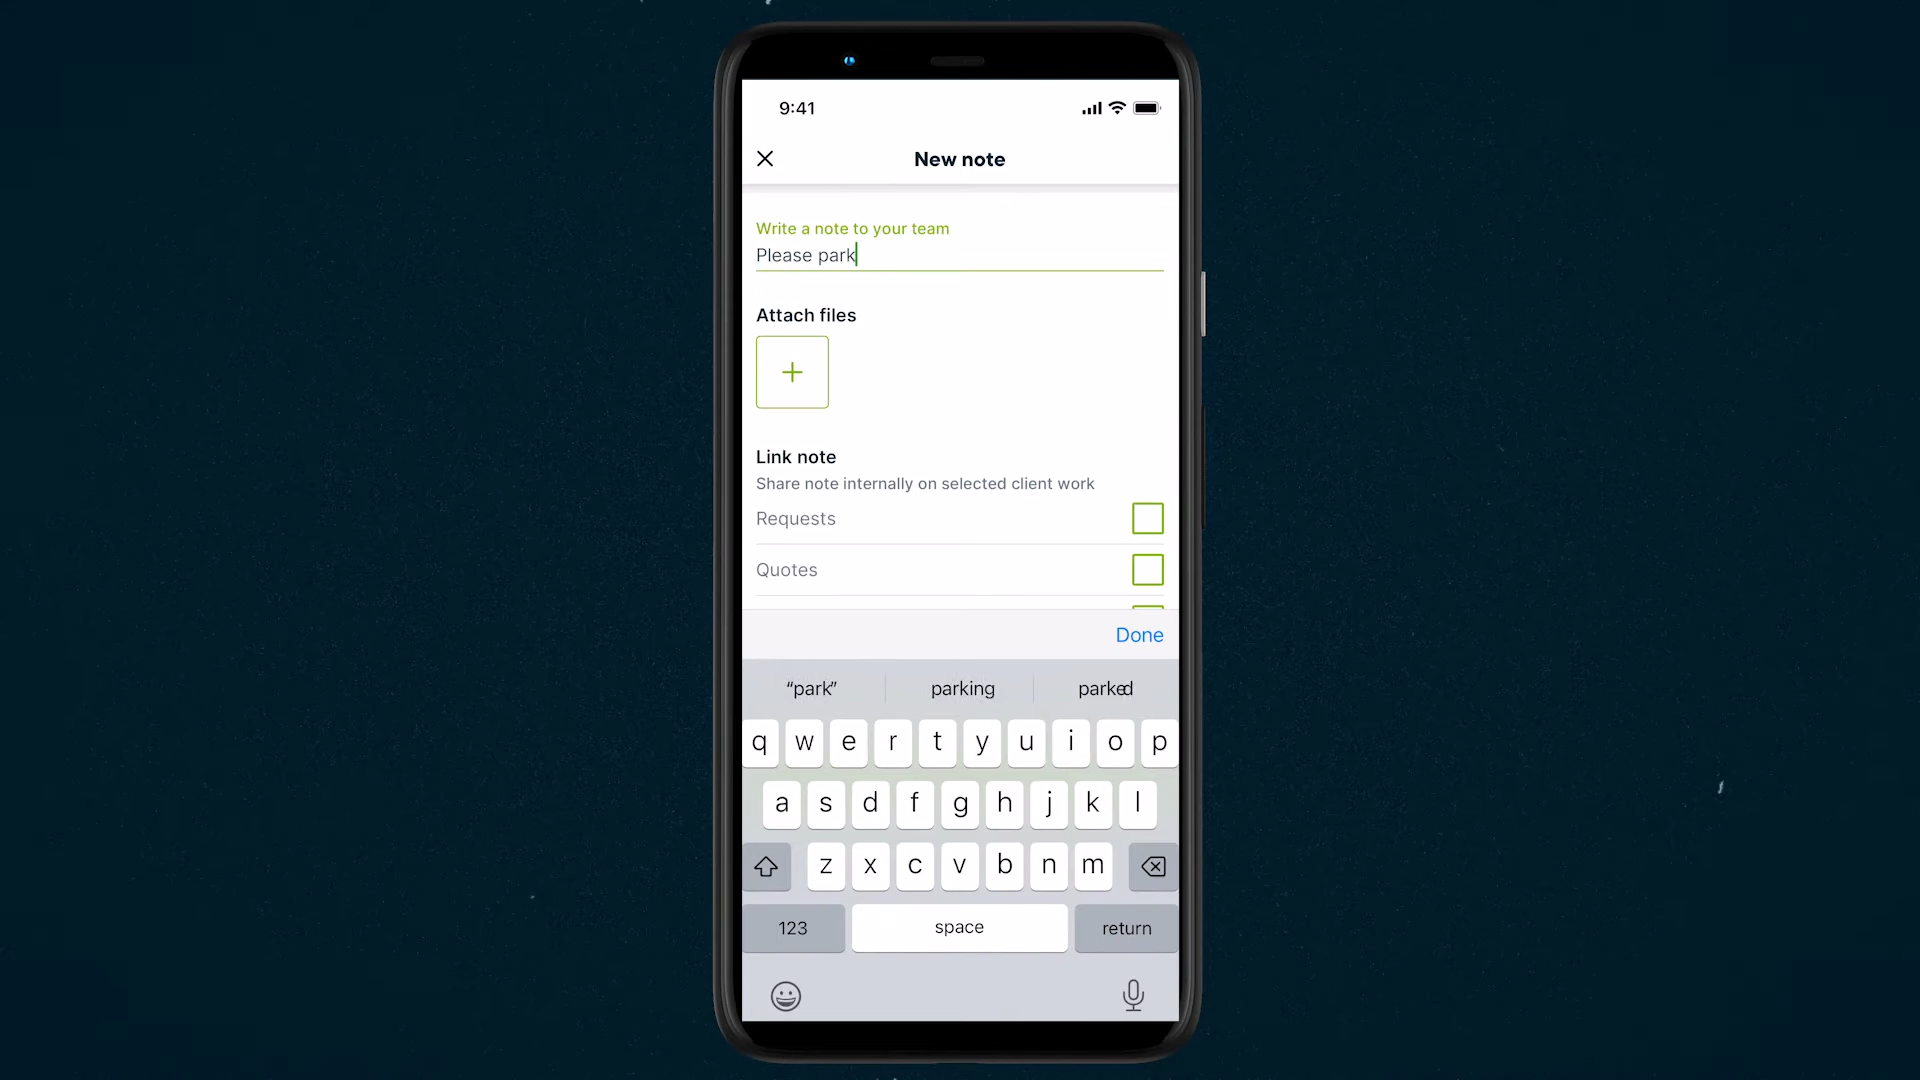 9:41
New note
Write a note to your team
Please park
Attach files
Link note
Share note internally on selected client work
Requests
Quotes
Done
“park” parking parked
q w e r t y u i o p
a s d f g h j k l
z x c v b n m
123 space return